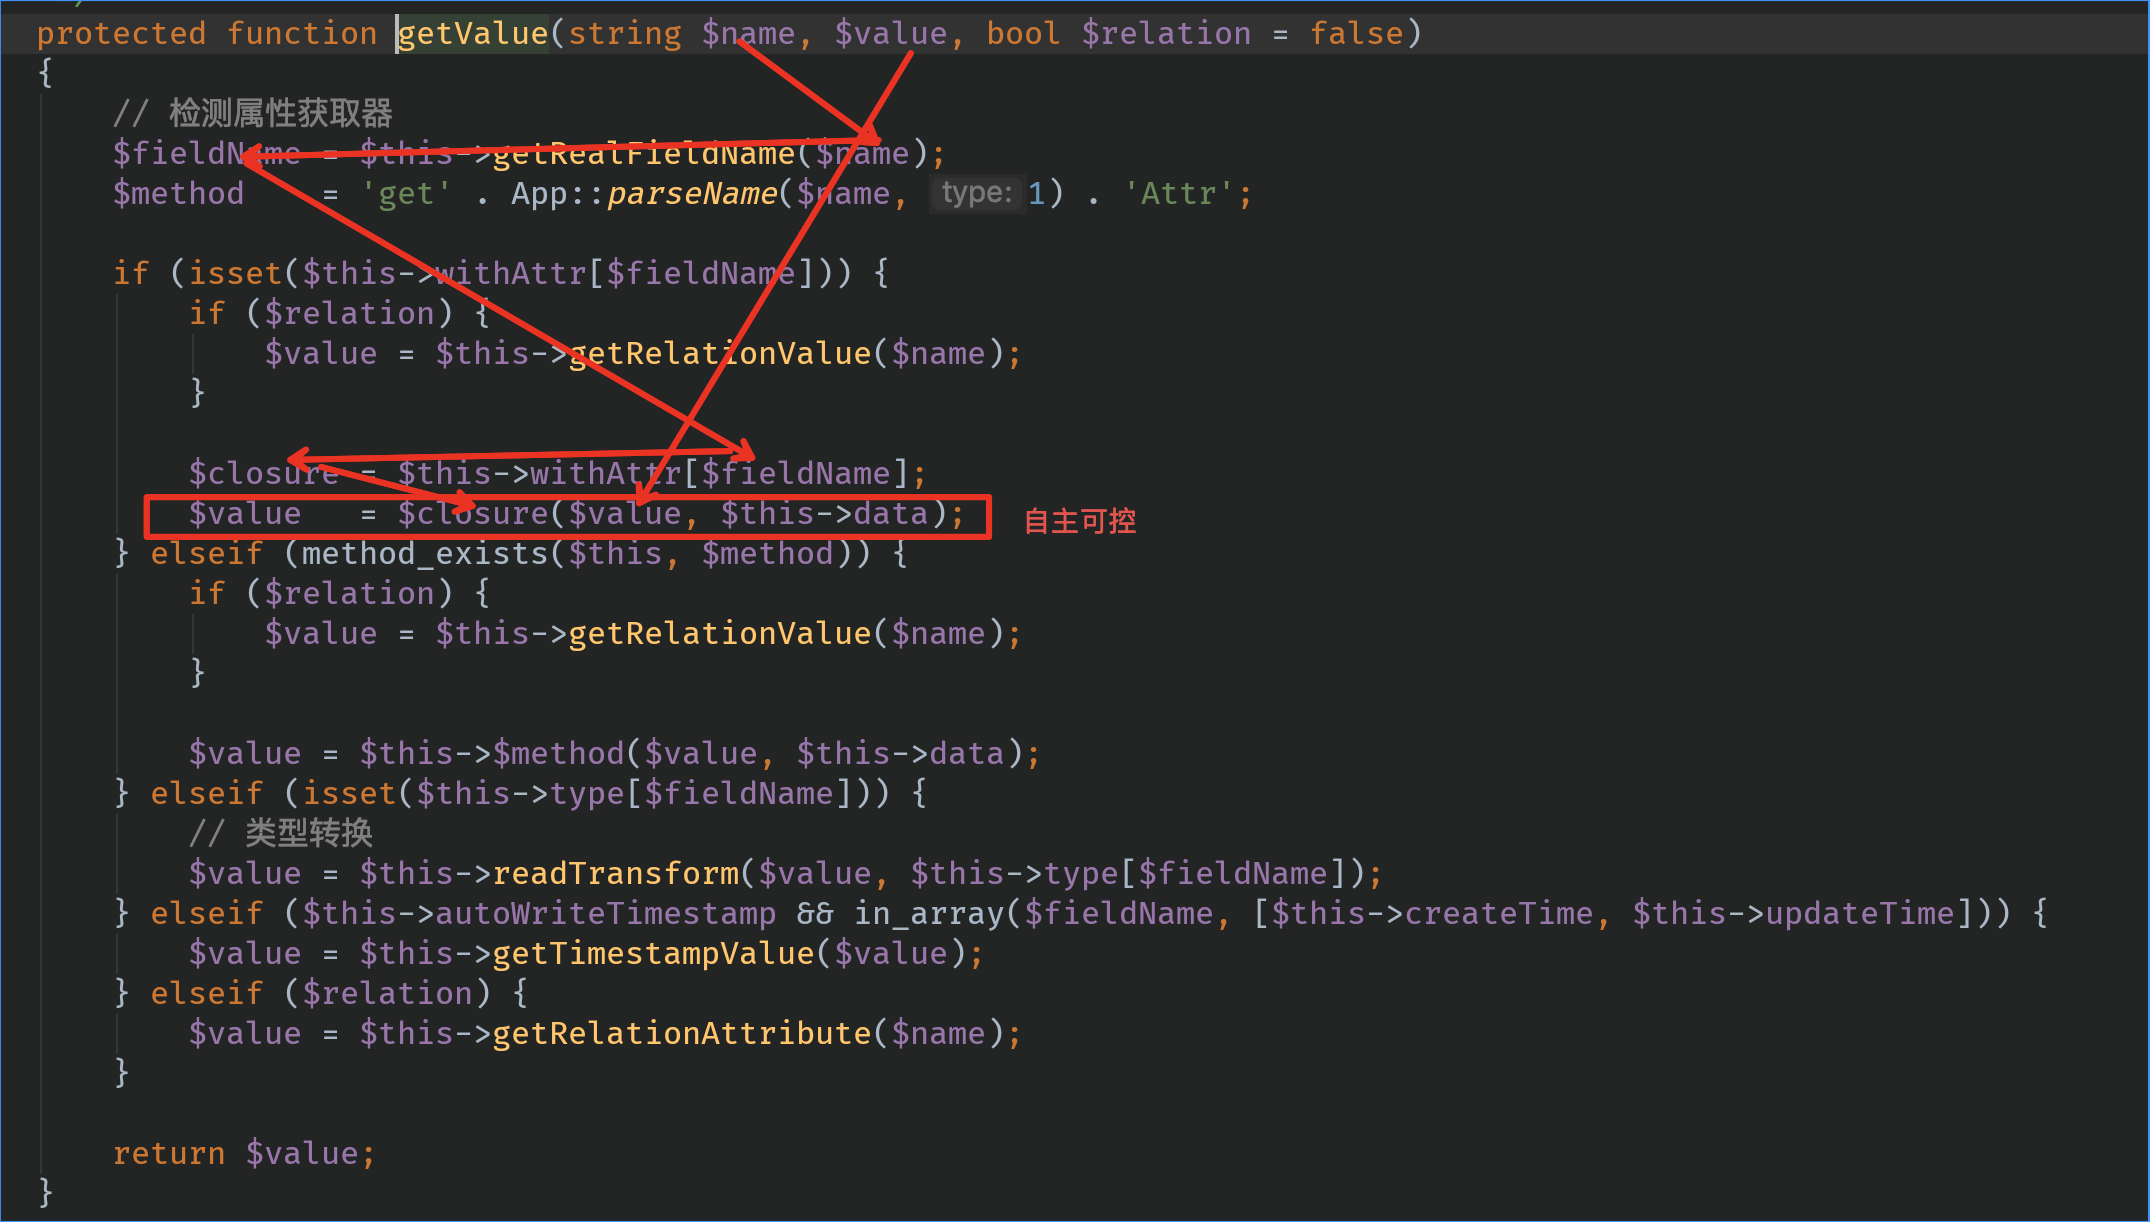 protected function getValue(string $name, $value, bool $relation = false)
{
// 检测属性获取器
$fieldName = $this->getRealFieldName($name);
$method    = 'get' . App::parseName($name, type: 1) . 'Attr';
if (isset($this->withAttr[$fieldName])) {
if ($relation) {
$value = $this->getRelationValue($name);
}
$closure = $this->withAttr[$fieldName];
$value   = $closure($value, $this->data); 自主可控
} elseif (method_exists($this, $method)) {
if ($relation) {
$value = $this->getRelationValue($name);
}
$value = $this->$method($value, $this->data);
} elseif (isset($this->type[$fieldName])) {
// 类型转换
$value = $this->readTransform($value, $this->type[$fieldName]);
} elseif ($this->autoWriteTimestamp && in_array($fieldName, [$this->createTime, $this->updateTime])) {
$value = $this->getTimestampValue($value);
} elseif ($relation) {
$value = $this->getRelationAttribute($name);
}
return $value;
}